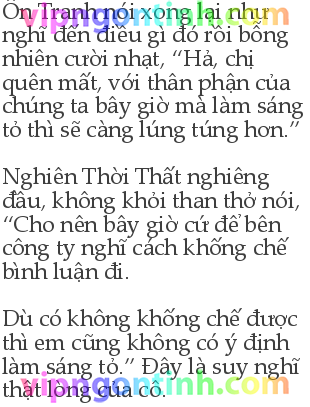 Ôn Tranh nói xong lại như
nghĩ đến điều gì đó rồi bỗng
nhiên cười nhạt, “Hả, chị
quên mất, với thân phận của
chúng ta bây giờ mà làm sáng
tỏ thì sẽ càng lúng túng hơn.”
Nghiên Thời Thất nghiêng
đầu, không khỏi than thở nói,
“Cho nên bây giờ cứ để bên
công ty nghĩ cách khống chế
bình luận đi.
Dù có không khống chế được
thì em cũng không có ý định
làm sáng tỏ.” Đây là suy nghĩ
thật lòng của cô.
vipngontinh.com
vipngontinh.com